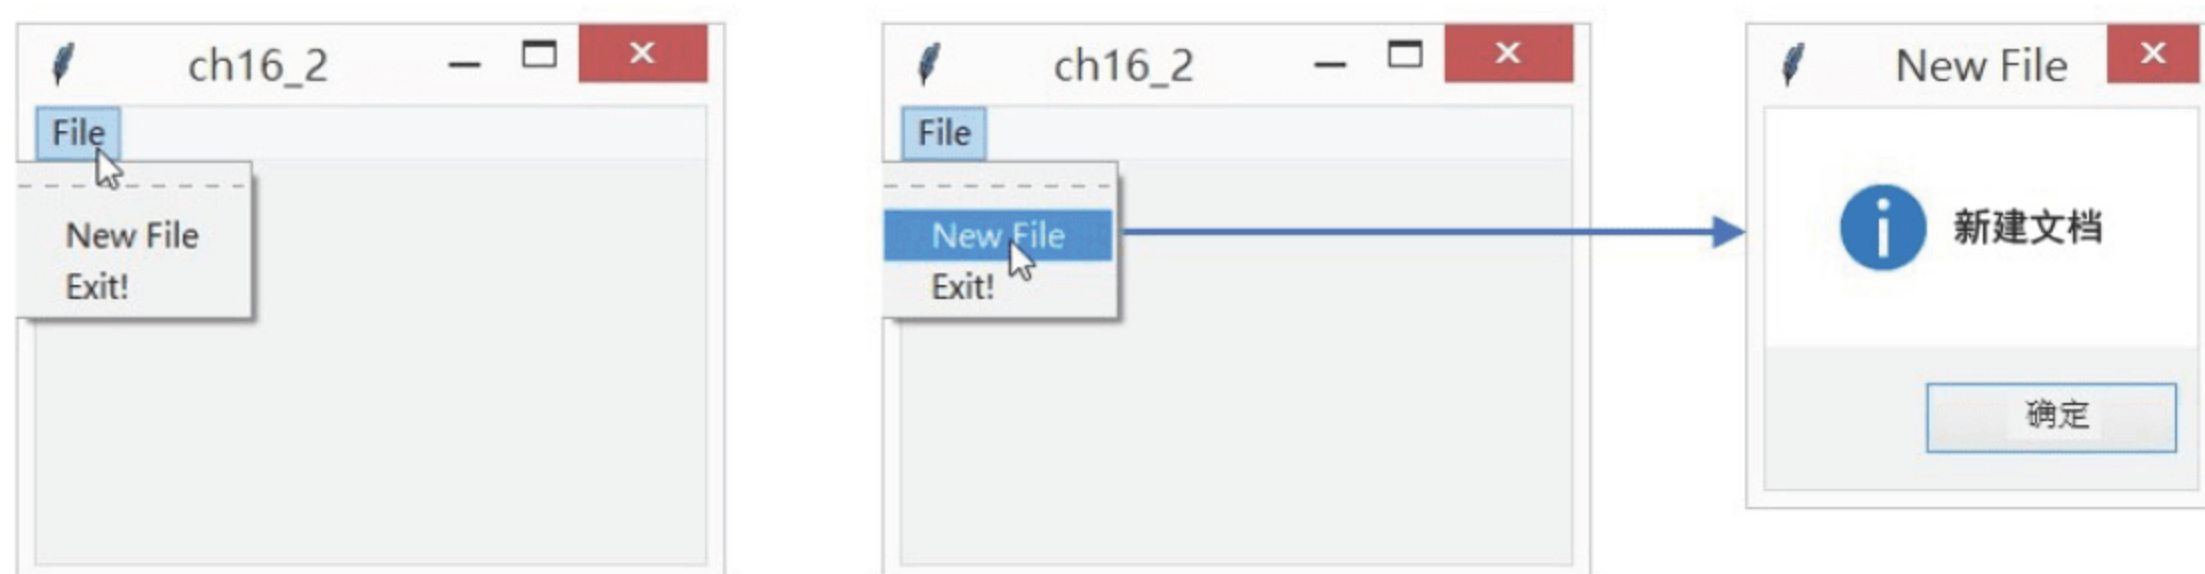 ch16_2
File
New File
Exit!
ch16_2
File
New File
Exit!
New File
新建文档
确定